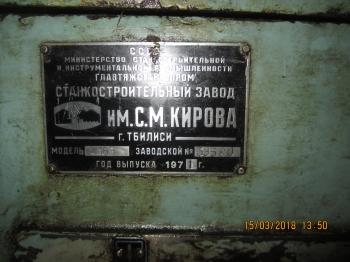 СССР
МИНИСТЕРСТВО СТАНКОСТРОИТЕЛЬНОЙ
И ИНСТРУМЕНТАЛЬНОЙ ПРОМЫШЛЕННОСТИ
СТАНКОСТРОИТЕЛЬНЫЙ ЗАВОД
ИМ. С.М. КИРОВА
Г. ТБИЛИСИ
МОДЕЛЬ ЗАВОДСКОЙ №
ГОД ВЫПУСКА 1971 Г.
15/03/2018 13:50